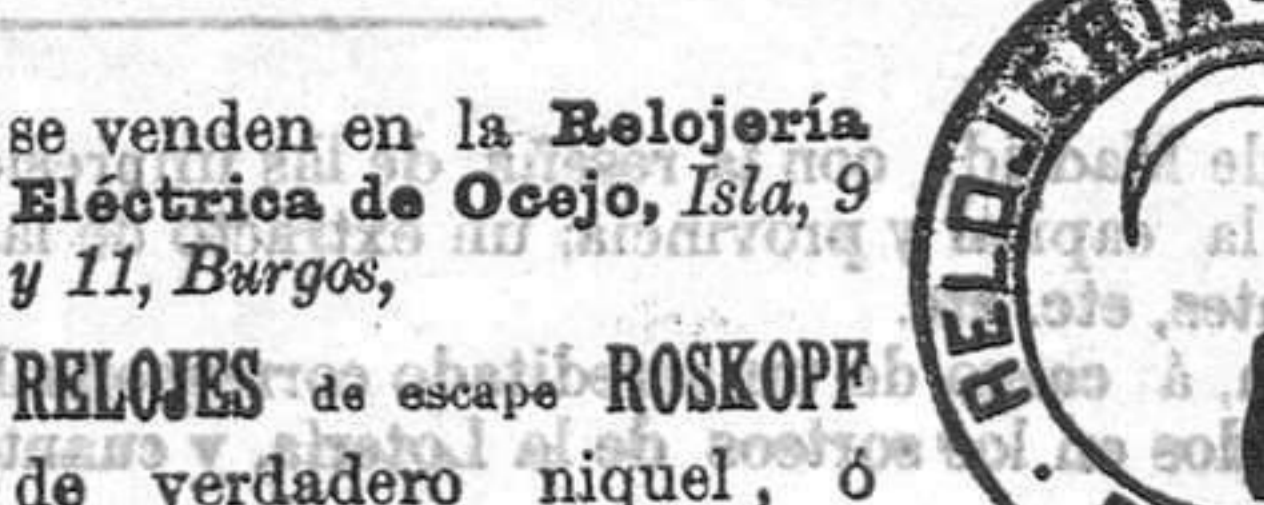 se venden en la Relojería
Eléctrica de Ocejo, Isla, 9
y 11, Burgos,
RELOJES de escape ROSKOPF
de verdadero niquel, ó
RELOJERIA